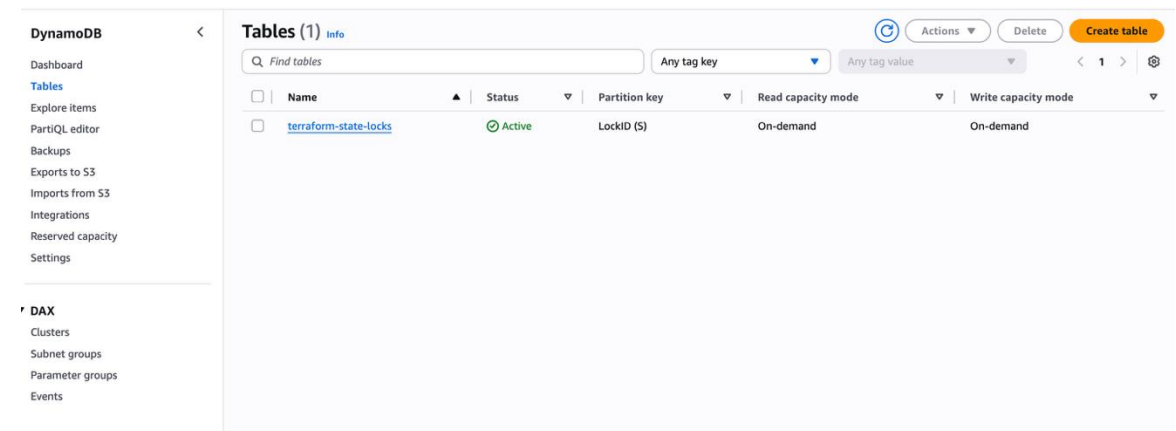 DynamoDB
Dashboard
Tables
Explore items
PartiQL editor
Backups
Exports to S3
Imports from S3
Integrations
Reserved capacity
Settings
DAX
Clusters
Subnet groups
Parameter groups
Events
Tables (1) Info
Actions
Delete
Create table
Find tables
Any tag key
Any tag value
1
Name Status Partition key Read capacity mode Write capacity mode
terraform-state-locks Active LockID (S) On-demand On-demand